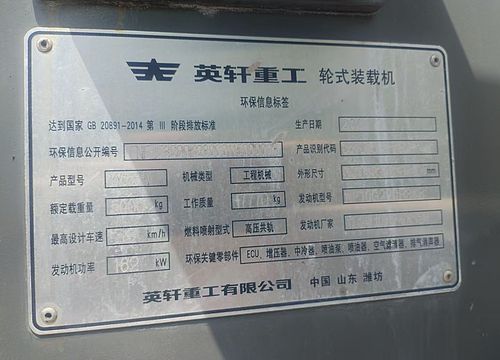 英轩重工 轮式装载机
环保信息标签
达到国家 GB 20891-2014 第 III 阶段排放标准 生产日期
环保信息公开编号 产品识别代码
产品型号 机械类型 工程机械 外形尺寸 mm
额定载重量 kg 工作质量 kg 发动机型号
最高设计车速 km/h 燃料喷射型式 高压共轨 发动机厂家
发动机功率 162 kW 环保关键零部件 ECU、增压器、中冷器、喷油泵、喷油器、空气滤清器、排气消声器
英轩重工有限公司 中国 山东 潍坊